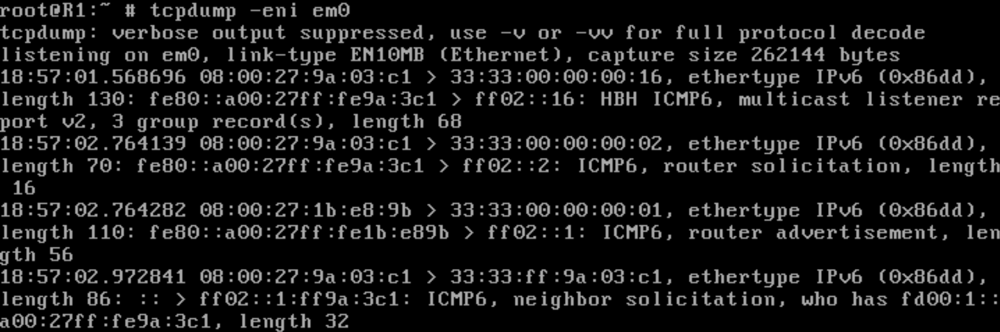 root@R1:~ # tcpdump -eni em0
tcpdump: verbose output suppressed, use -v or -vv for full protocol decode
listening on em0, link-type EN10MB (Ethernet), capture size 262144 bytes
18:57:01.568696 08:00:27:9a:03:c1 > 33:33:00:00:00:16, ethertype IPv6 (0x86dd),
length 130: fe80::a00:27ff:fe9a:3c1 > ff02::16: HBH ICMP6, multicast listener re
port v2, 3 group record(s), length 68
18:57:02.764139 08:00:27:9a:03:c1 > 33:33:00:00:00:02, ethertype IPv6 (0x86dd),
length 70: fe80::a00:27ff:fe9a:3c1 > ff02::2: ICMP6, router solicitation, length
 16
18:57:02.764282 08:00:27:1b:e8:9b > 33:33:00:00:00:01, ethertype IPv6 (0x86dd),
length 110: fe80::a00:27ff:fe1b:e89b > ff02::1: ICMP6, router advertisement, len
gth 56
18:57:02.972841 08:00:27:9a:03:c1 > 33:33:ff:9a:03:c1, ethertype IPv6 (0x86dd),
length 86: :: > ff02::1:ff9a:3c1: ICMP6, neighbor solicitation, who has fd00:1::
a00:27ff:fe9a:3c1, length 32